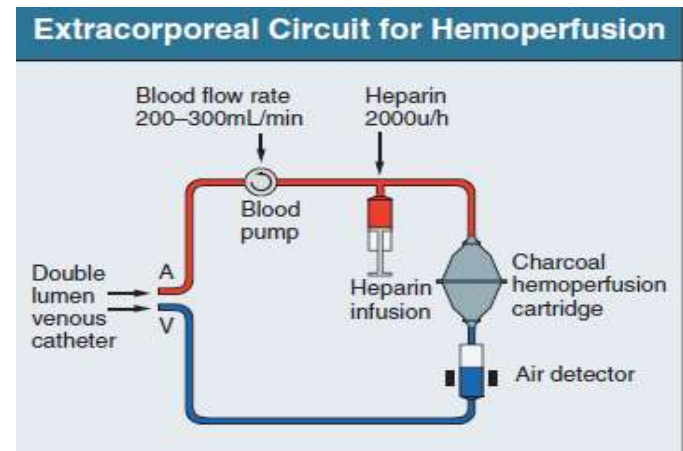 Extracorporeal Circuit for Hemoperfusion
Blood flow rate
200–300mL/min
Heparin
2000u/h
Blood
pump
Double
lumen
venous
catheter
A
V
Heparin
infusion
Charcoal
hemoperfusion
cartridge
Air detector